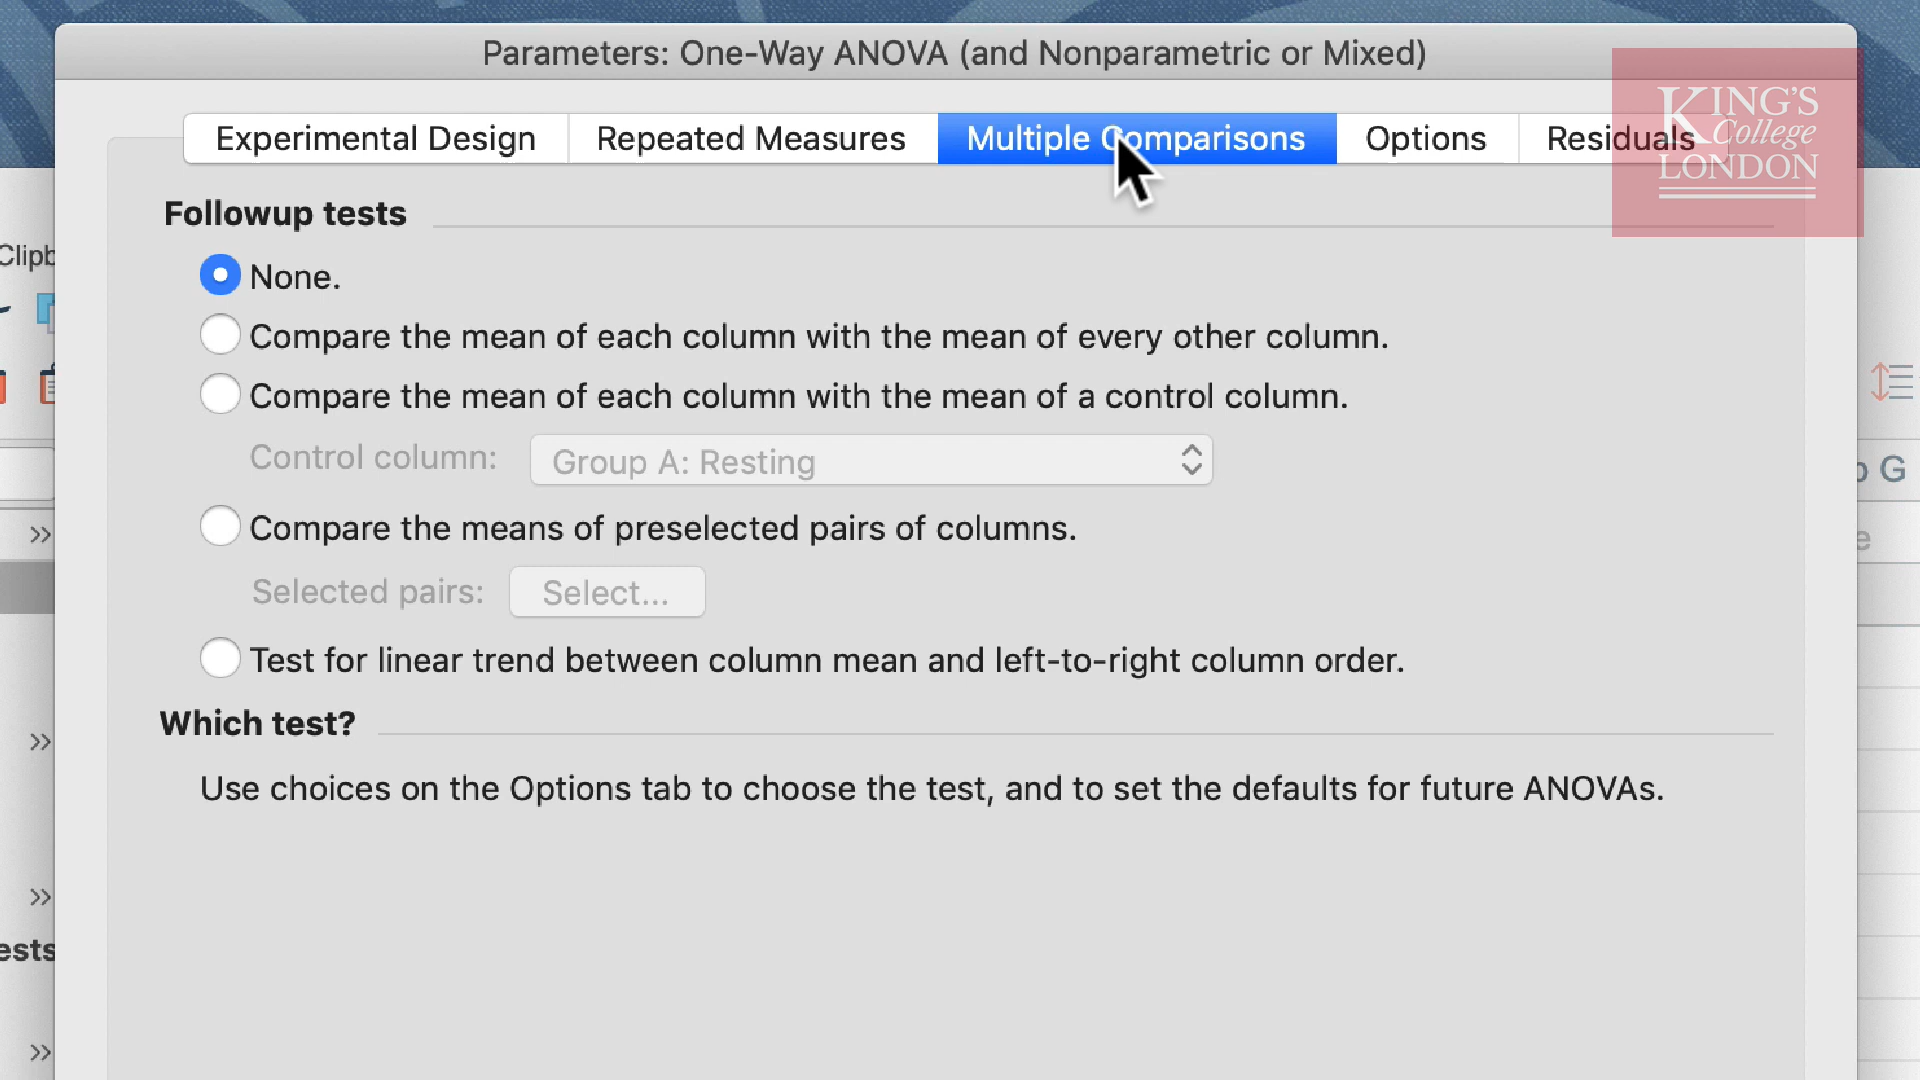 Parameters: One-Way ANOVA (and Nonparametric or Mixed)
Experimental Design Repeated Measures Multiple Comparisons Options Residuals
KING'S
College
LONDON
Followup tests
Clipb
None.
Compare the mean of each column with the mean of every other column.
Compare the mean of each column with the mean of a control column.
Control column: Group A: Resting
G
Compare the means of preselected pairs of columns.
e
Selected pairs: Select...
Test for linear trend between column mean and left-to-right column order.
Which test?
Use choices on the Options tab to choose the test, and to set the defaults for future ANOVAs.
ests